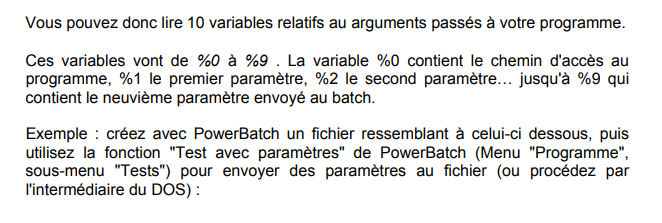 Vous pouvez donc lire 10 variables relatifs au arguments passés à votre programme.
Ces variables vont de %0 à %9 . La variable %0 contient le chemin d'accès au
programme, %1 le premier paramètre, %2 le second paramètre... jusqu'à %9 qui
contient le neuvième paramètre envoyé au batch.
Exemple : créez avec PowerBatch un fichier ressemblant à celui-ci dessous, puis
utilisez la fonction "Test avec paramètres" de PowerBatch (Menu "Programme",
sous-menu "Tests") pour envoyer des paramètres au fichier (ou procédez par
l'intermédiaire du DOS) :